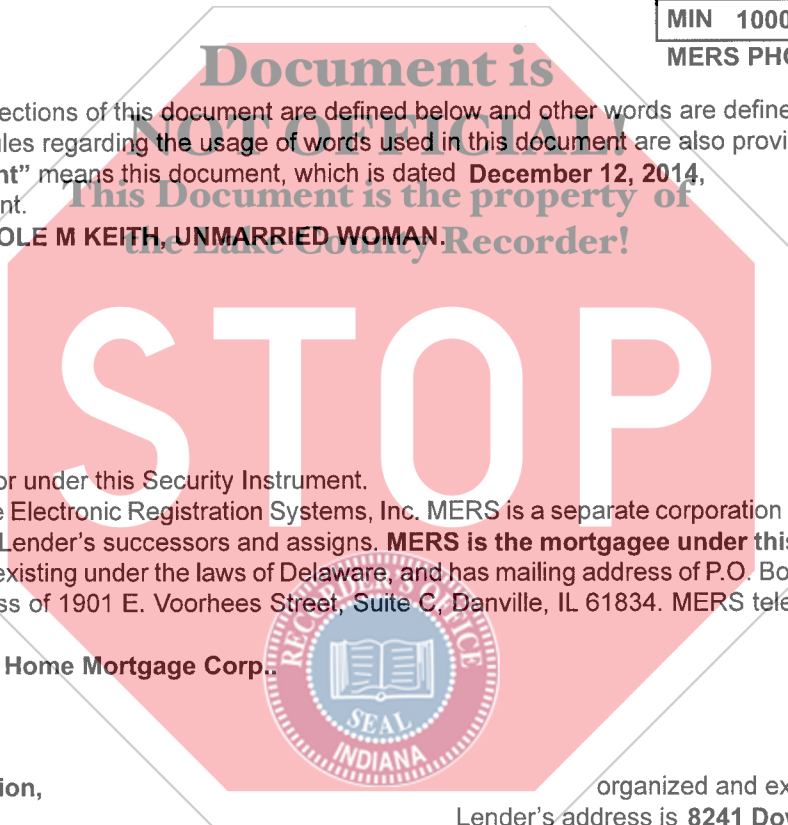 MIN 1000
MERS PHO
Document is
ections of this document are defined below and other words are define
NOT OFFICIAL!
ules regarding the usage of words used in this document are also provi
nt" means this document, which is dated December 12, 2014,
This Document is the property of
nt.
OLE M KEITH, UNMARRIED WOMAN.
the Lake County Recorder!
STOP
or under this Security Instrument.
e Electronic Registration Systems, Inc. MERS is a separate corporation
Lender's successors and assigns. MERS is the mortgagee under this
existing under the laws of Delaware, and has mailing address of P.O. Bo
ss of 1901 E. Voorhees Street, Suite C, Danville, IL 61834. MERS tele
RECORDER'S OFFICE
Home Mortgage Corp..
SEAL
INDIANA
ion,
organized and ex
Lender's address is 8241 Dow